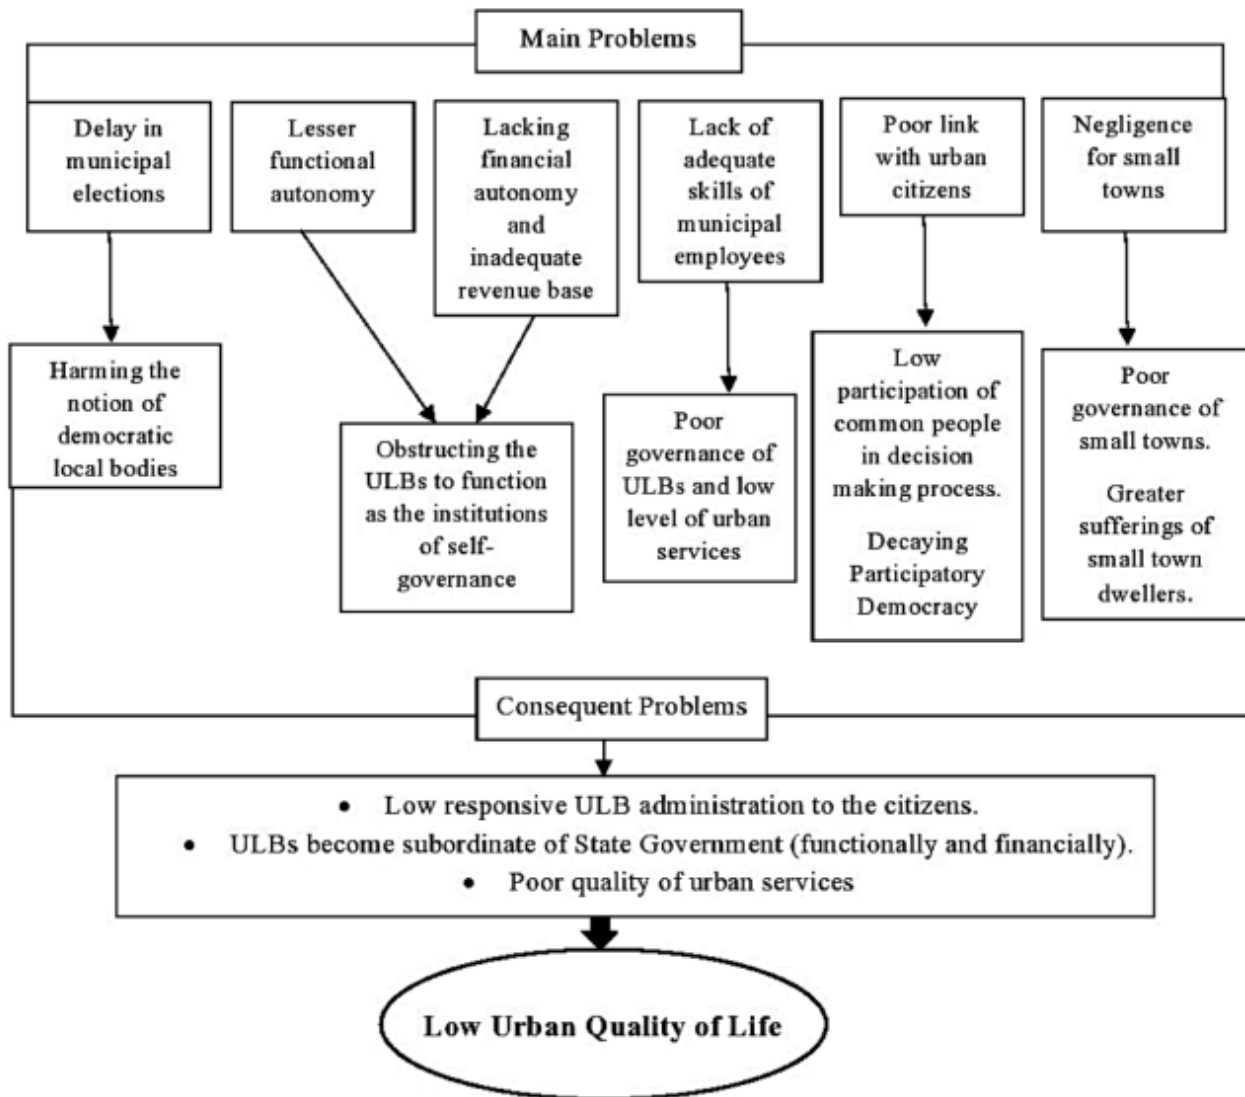 Main Problems
Delay in
municipal
elections
Lesser
functional
autonomy
Lacking
financial
autonomy
and
inadequate
revenue base
Lack of
adequate
skills of
municipal
employees
Poor link
with urban
citizens
Negligence
for small
towns
Harming the
notion of
democratic
local bodies
Obstructing the
ULBs to function
as the institutions
of self-
governance
Poor
governance of
ULBs and low
level of urban
services
Low
participation of
common people
in decision
making process.
Decaying
Participatory
Democracy
Poor
governance of
small towns.
Greater
sufferings of
small town
dwellers.
Consequent Problems
• Low responsive ULB administration to the citizens.
• ULBs become subordinate of State Government (functionally and financially).
• Poor quality of urban services
Low Urban Quality of Life